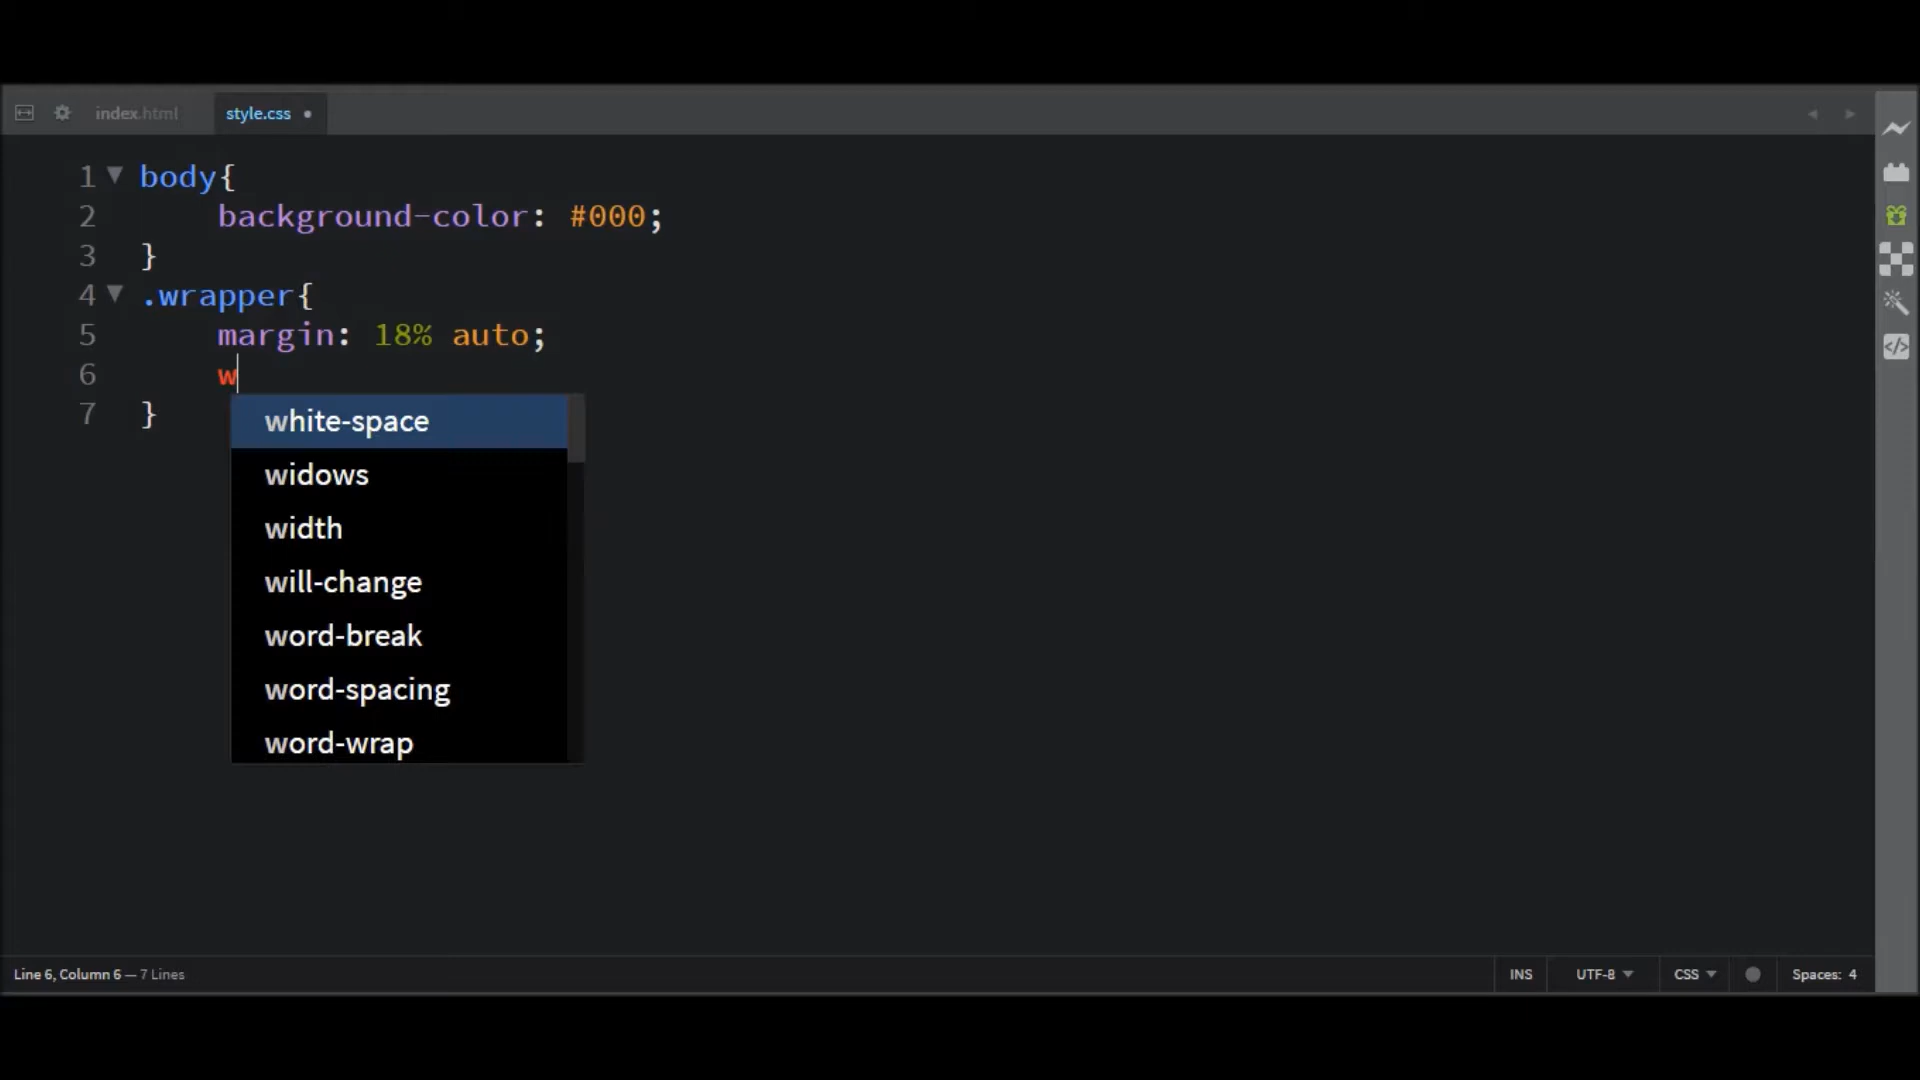 index.html
style.css •
1 body{
2 background-color: #000;
3 }
4 .wrapper{
5 margin: 18% auto;
6 w
7 }
white-space
widows
width
will-change
word-break
word-spacing
word-wrap
Line 6, Column 6 — 7 Lines
INS
UTF-8
CSS
Spaces: 4